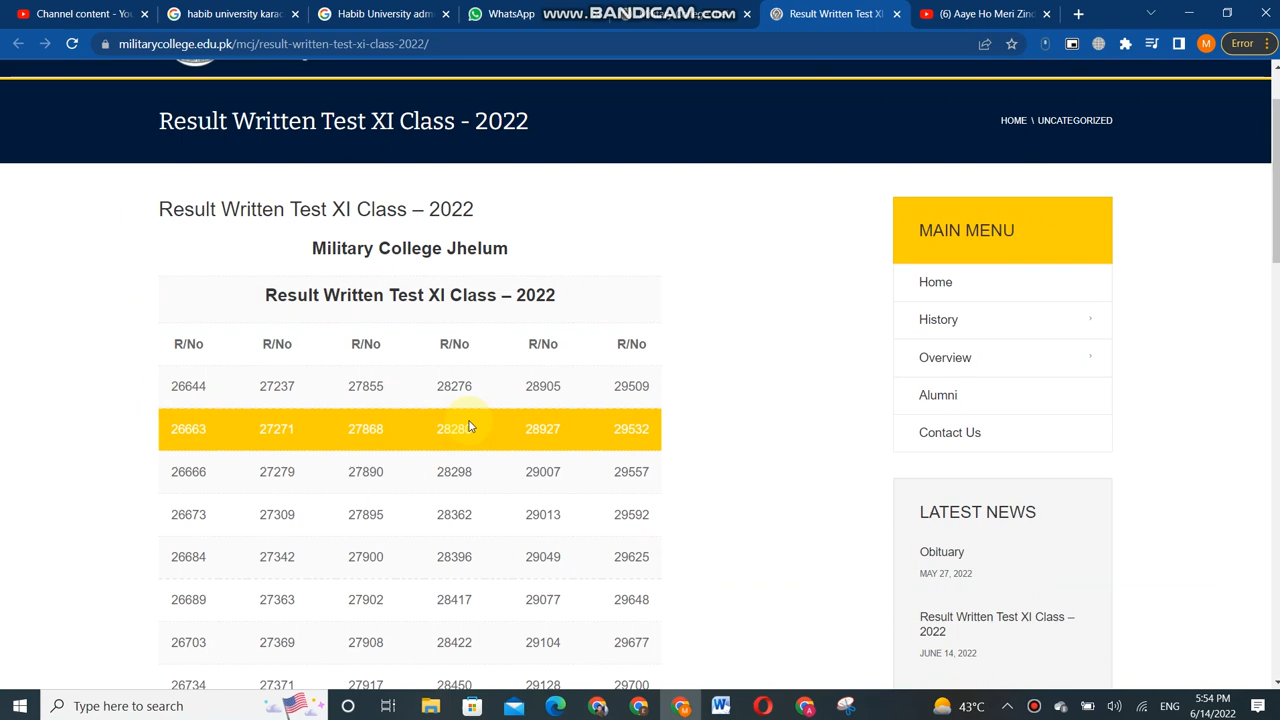 Channel content - You
habib university karac
Habib University adm
WhatsApp
www.BANDICAM.com
Result Written Test XI
(6) Aaye Ho Meri Zind
militarycollege.edu.pk/mcj/result-written-test-xi-class-2022/
M
Error
Result Written Test XI Class - 2022
HOME \ UNCATEGORIZED
Result Written Test XI Class – 2022
Military College Jhelum
Result Written Test XI Class – 2022
R/No R/No R/No R/No R/No R/No
26644 27237 27855 28276 28905 29509
26663 27271 27868 28927 29532
26666 27279 27890 28298 29007 29557
26673 27309 27895 28362 29013 29592
26684 27342 27900 28396 29049 29625
26689 27363 27902 28417 29077 29648
26703 27369 27908 28422 29104 29677
26734 27371 27917 28450 29128 29700
MAIN MENU
Home
History
Overview
Alumni
Contact Us
LATEST NEWS
Obituary
MAY 27, 2022
Result Written Test XI Class –
2022
JUNE 14, 2022
Type here to search
43°C
ENG
5:54 PM
6/14/2022